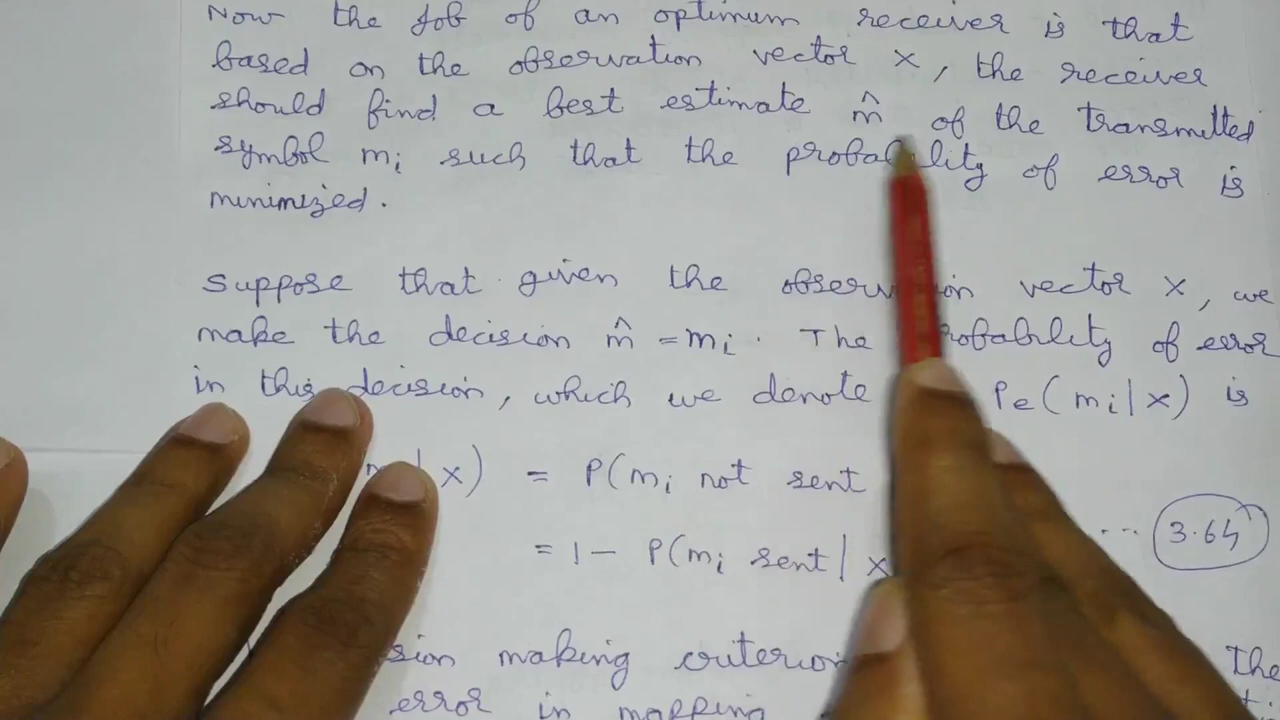 Now the job of an optimum receiver is that
based on the observation vector x, the receiver
should find a best estimate m̂ of the transmitted
symbol mi such that the probability of error is
minimized.
Suppose that given the observation vector x, we
make the decision m̂ = mi. The probability of error
in this decision, which we denote Pe(mi|x) is
x) = P(mi not sent
= 1 - P(mi sent | x ... 3.64
making criterion The
error in mapping